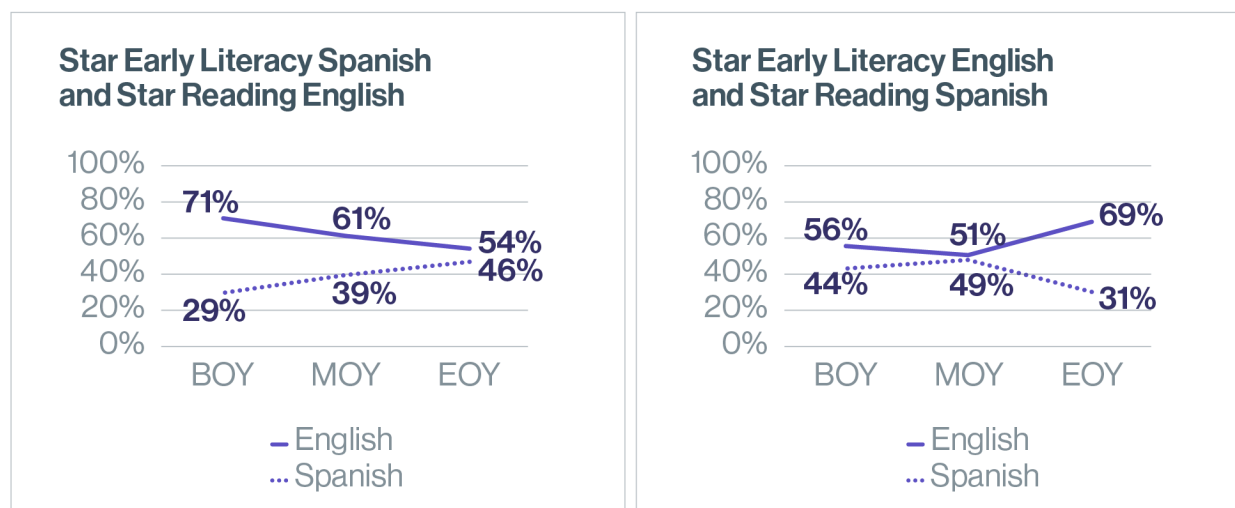 Star Early Literacy Spanish
and Star Reading English
100%
80%
60%
40%
20%
0%
71%
61%
54%
46%
39%
29%
BOY MOY EOY
English
Spanish
Star Early Literacy English
and Star Reading Spanish
100%
80%
60%
40%
20%
0%
56%
51%
69%
44%
49%
31%
BOY MOY EOY
English
Spanish